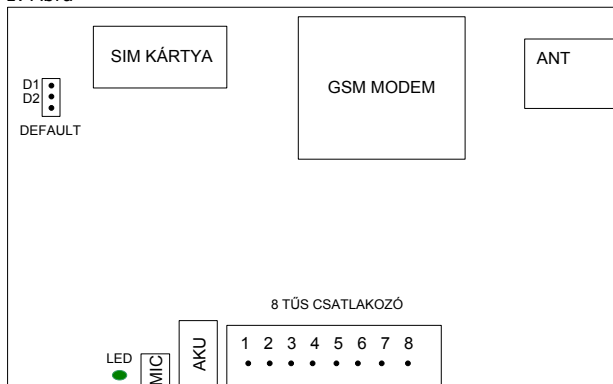 SIM KÁRTYA
GSM MODEM
ANT
D1
D2
DEFAULT
8 TŰS CSATLAKOZÓ
1 2 3 4 5 6 7 8
LED
MIC
AKU